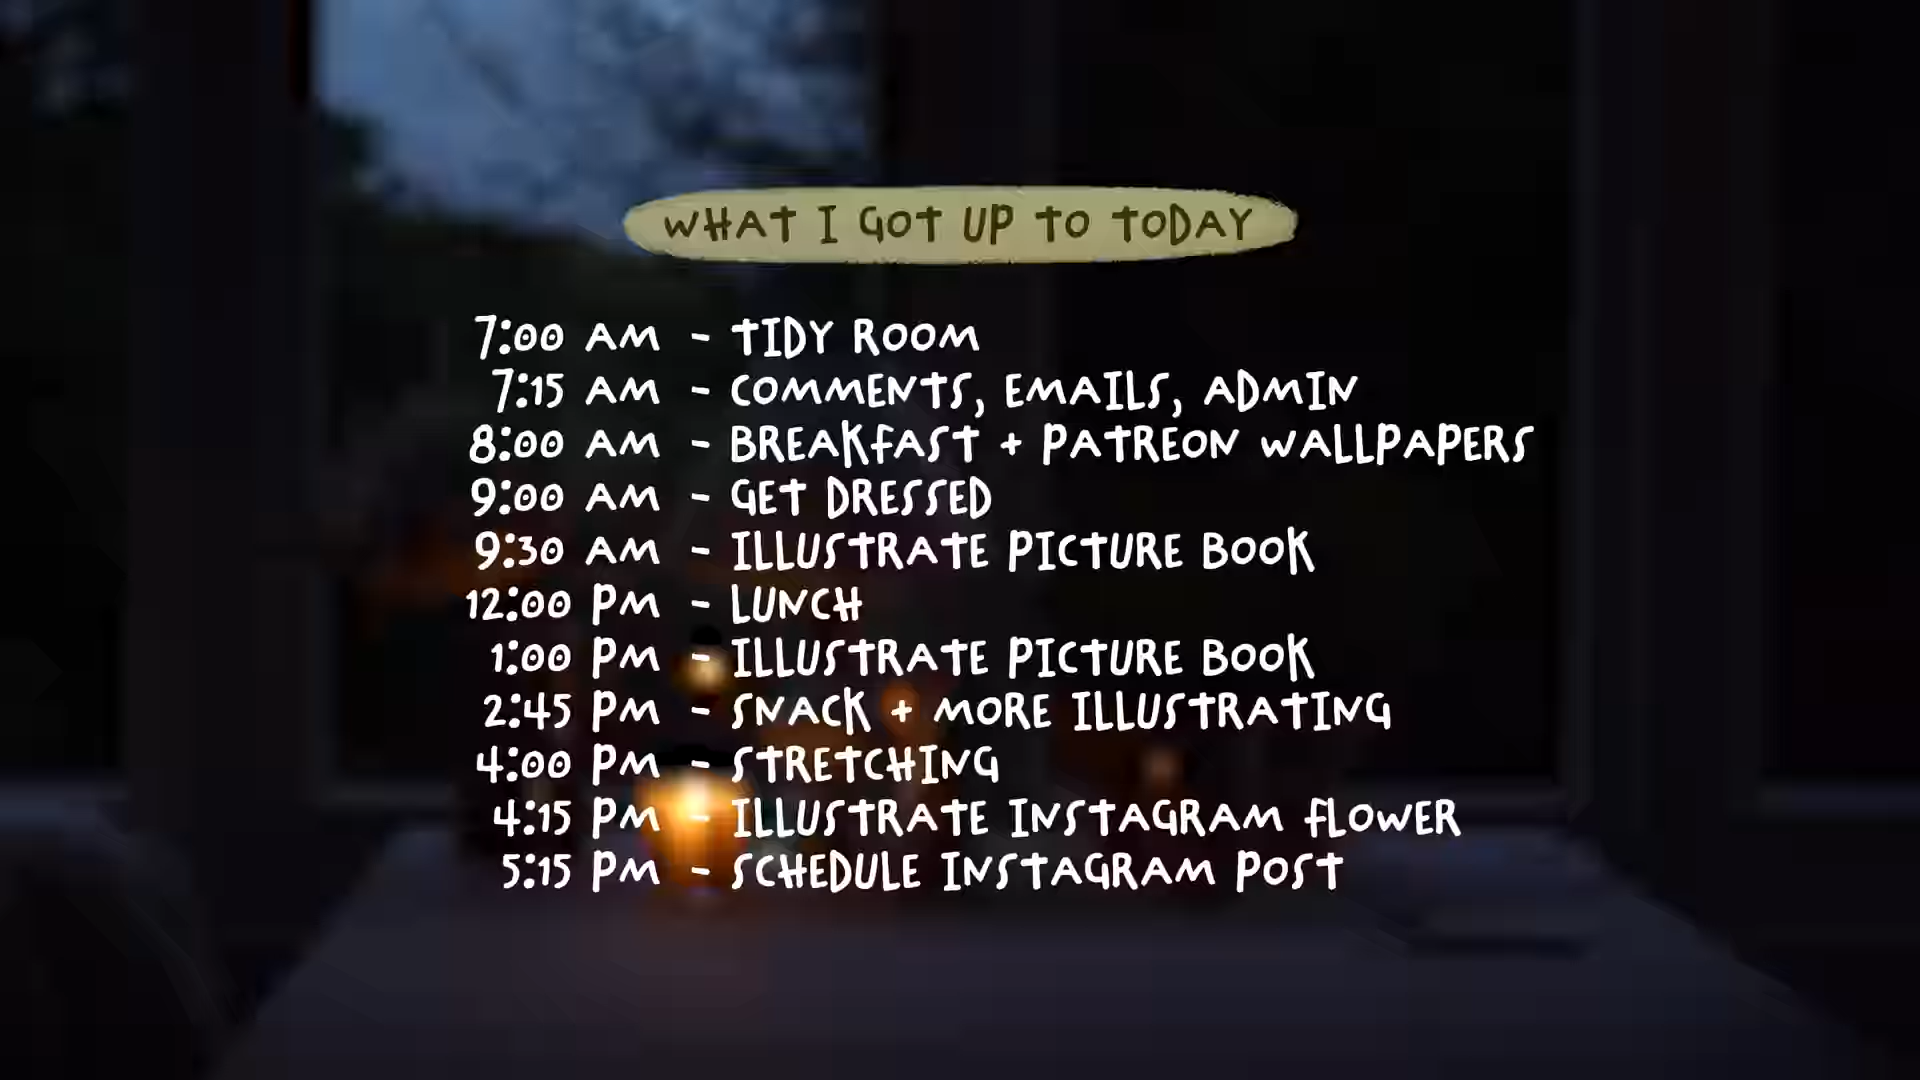 WHAT I GOT UP TO TODAY
7:00 AM - TIDY ROOM
7:15 AM - COMMENTS, EMAILS, ADMIN
8:00 AM - BREAKFAST + PATREON WALLPAPERS
9:00 AM - GET DRESSED
9:30 AM - ILLUSTRATE PICTURE BOOK
12:00 PM - LUNCH
1:00 PM - ILLUSTRATE PICTURE BOOK
2:45 PM - SNACK + MORE ILLUSTRATING
4:00 PM - STRETCHING
4:15 PM - ILLUSTRATE INSTAGRAM FLOWER
5:15 PM - SCHEDULE INSTAGRAM POST